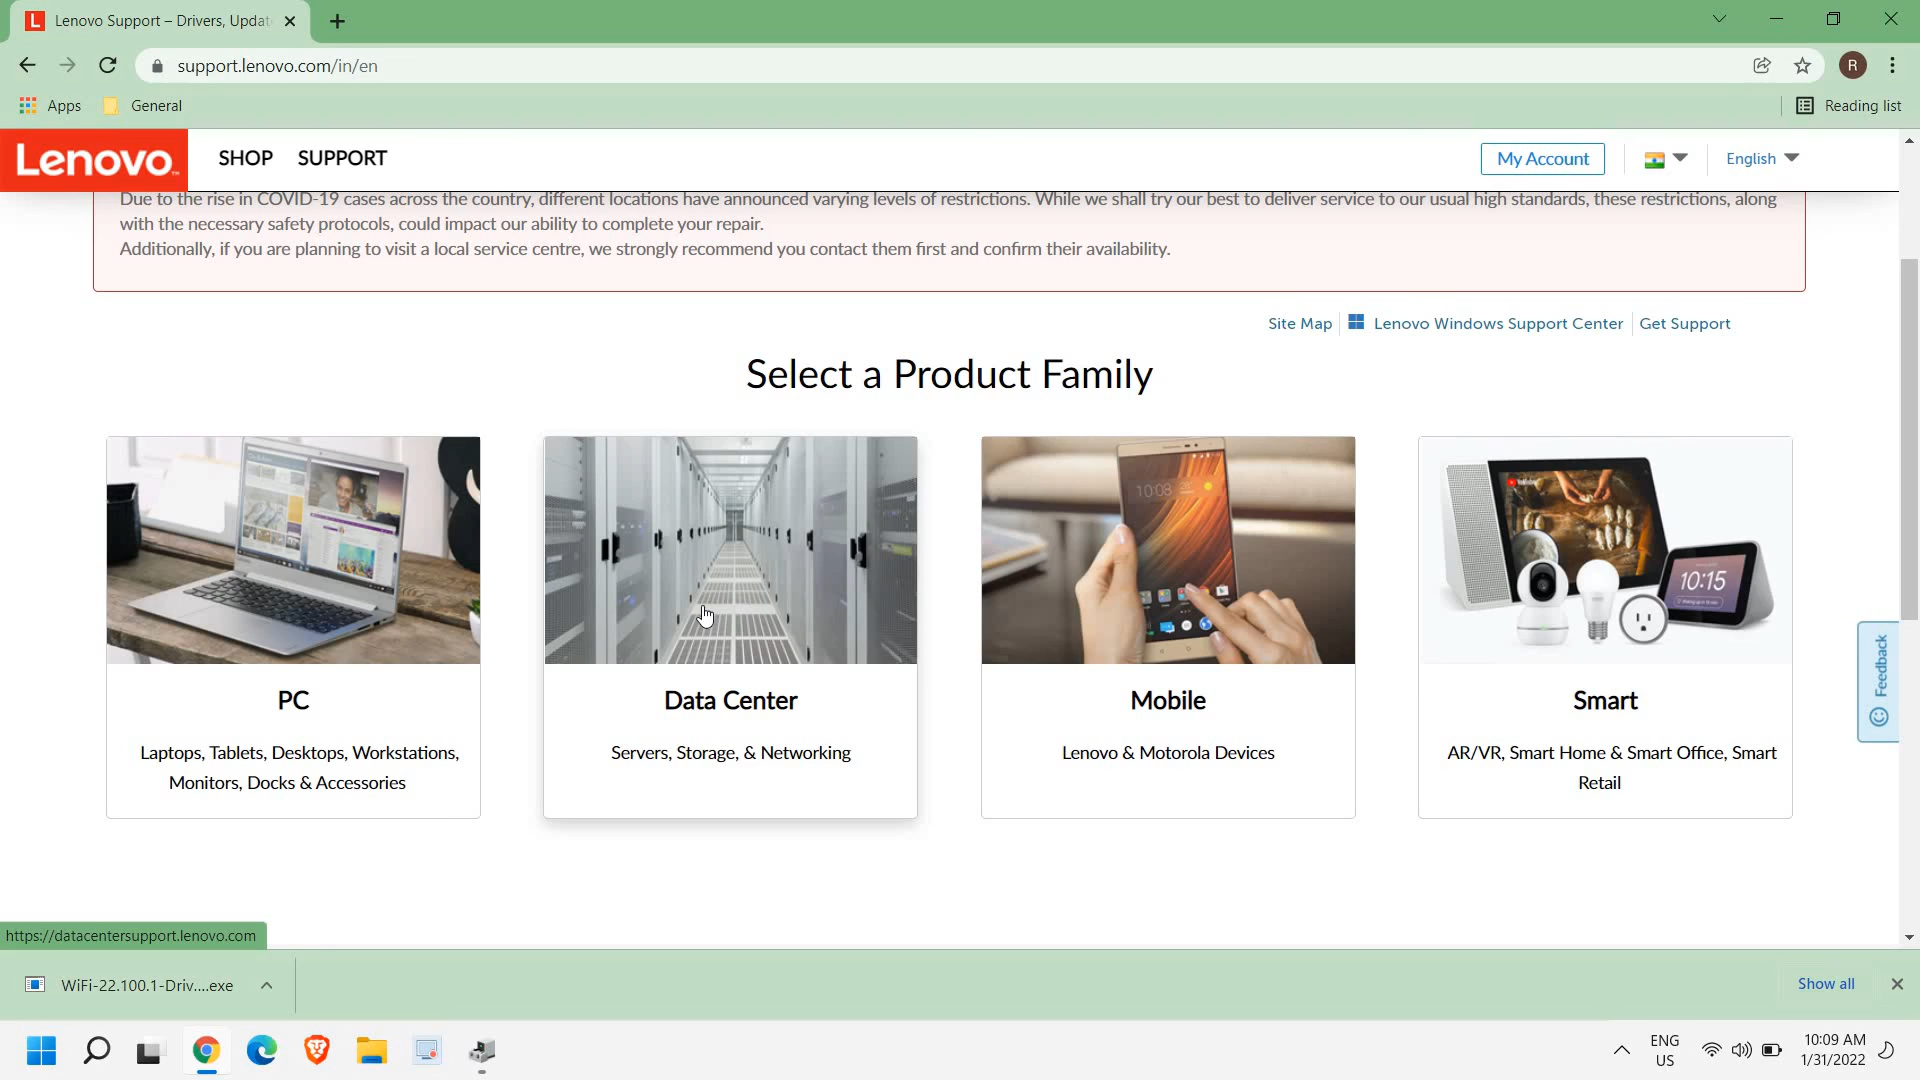 Lenovo Support – Drivers, Updat
support.lenovo.com/in/en
R
Apps
General
Reading list
Lenovo
SHOP
SUPPORT
My Account
English
Due to the rise in COVID-19 cases across the country, different locations have announced varying levels of restrictions. While we shall try our best to deliver service to our usual high standards, these restrictions, along
with the necessary safety protocols, could impact our ability to complete your repair.
Additionally, if you are planning to visit a local service centre, we strongly recommend you contact them first and confirm their availability.
Site Map
Lenovo Windows Support Center
Get Support
Select a Product Family
10:08
10:15
PC
Laptops, Tablets, Desktops, Workstations,
Monitors, Docks & Accessories
Data Center
Servers, Storage, & Networking
Mobile
Lenovo & Motorola Devices
Smart
AR/VR, Smart Home & Smart Office, Smart
Retail
Feedback
https://datacentersupport.lenovo.com
WiFi-22.100.1-Driv....exe
Show all
ENG
US
10:09 AM
1/31/2022